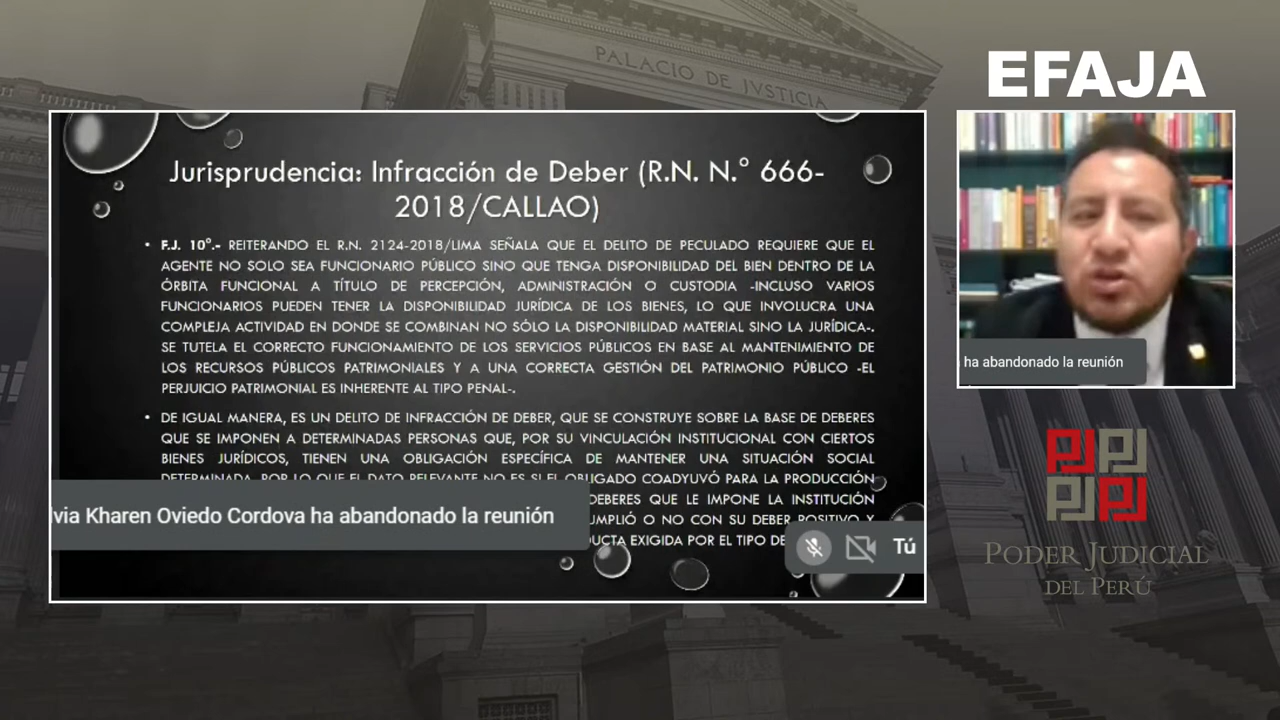 PALACIO DE JVSTICIA
EFAJA
Jurisprudencia: Infracción de Deber (R.N. N.° 666-
2018/CALLAO)
• F.J. 10°.- REITERANDO EL R.N. 2124-2018/LIMA SEÑALA QUE EL DELITO DE PECULADO REQUIERE QUE EL
AGENTE NO SOLO SEA FUNCIONARIO PÚBLICO SINO QUE TENGA DISPONIBILIDAD DEL BIEN DENTRO DE LA
ÓRBITA FUNCIONAL A TÍTULO DE PERCEPCIÓN, ADMINISTRACIÓN O CUSTODIA -INCLUSO VARIOS
FUNCIONARIOS PUEDEN TENER LA DISPONIBILIDAD JURÍDICA DE LOS BIENES, LO QUE INVOLUCRA UNA
COMPLEJA ACTIVIDAD EN DONDE SE COMBINAN NO SÓLO LA DISPONIBILIDAD MATERIAL SINO LA JURÍDICA-.
SE TUTELA EL CORRECTO FUNCIONAMIENTO DE LOS SERVICIOS PÚBLICOS EN BASE AL MANTENIMIENTO DE
LOS RECURSOS PÚBLICOS PATRIMONIALES Y A UNA CORRECTA GESTIÓN DEL PATRIMONIO PÚBLICO -EL
PERJUICIO PATRIMONIAL ES INHERENTE AL TIPO PENAL-.
• DE IGUAL MANERA, ES UN DELITO DE INFRACCIÓN DE DEBER, QUE SE CONSTRUYE SOBRE LA BASE DE DEBERES
QUE SE IMPONEN A DETERMINADAS PERSONAS QUE, POR SU VINCULACIÓN INSTITUCIONAL CON CIERTOS
BIENES JURÍDICOS, TIENEN UNA OBLIGACIÓN ESPECÍFICA DE MANTENER UNA SITUACIÓN SOCIAL
DETERMINADA, POR LO QUE EL DATO RELEVANTE NO ES SI EL OBLIGADO COADYUVÓ PARA LA PRODUCCIÓN
DEBERES QUE LE IMPONE LA INSTITUCIÓN
UMPLIÓ O NO CON SU DEBER POSITIVO Y
DUCTA EXIGIDA POR EL TIPO DE
lvia Kharen Oviedo Cordova ha abandonado la reunión
Tú
ha abandonado la reunión
PJ PJ
PJ PJ
PODER JUDICIAL
DEL PERÚ